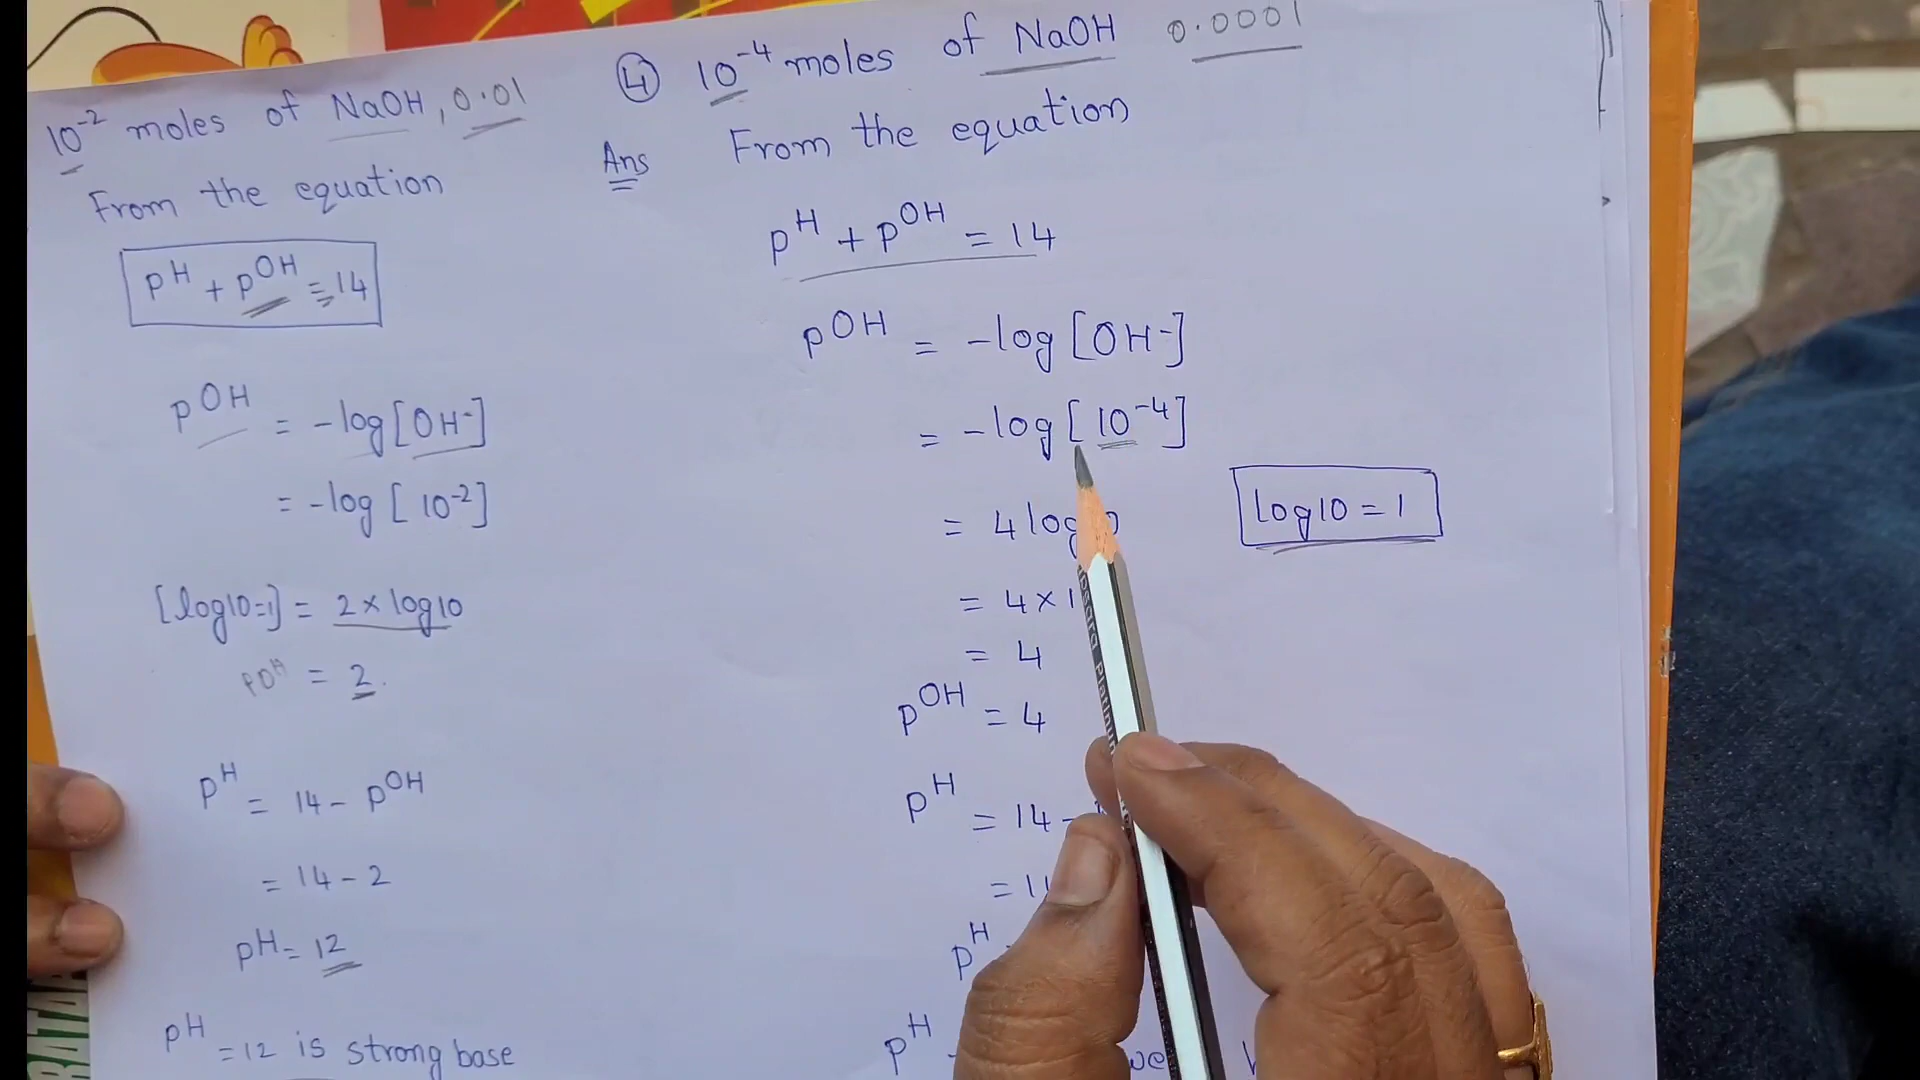 10⁻² moles of NaOH, 0.01
From the equation
pH + pOH = 14
pOH = -log[OH-]
= -log[10⁻²]
[log10=1] = 2×log10
pOH = 2.
pH = 14 - pOH
= 14 - 2
pH = 12
pH = 12 is strong base
④ 10⁻⁴ moles of NaOH 0.0001
Ans From the equation
pH + pOH = 14
pOH = -log[OH-]
= -log[10⁻⁴]
= 4 log
log10 = 1
= 4×1
= 4
pOH = 4
pH = 14 -
=
pH
pH